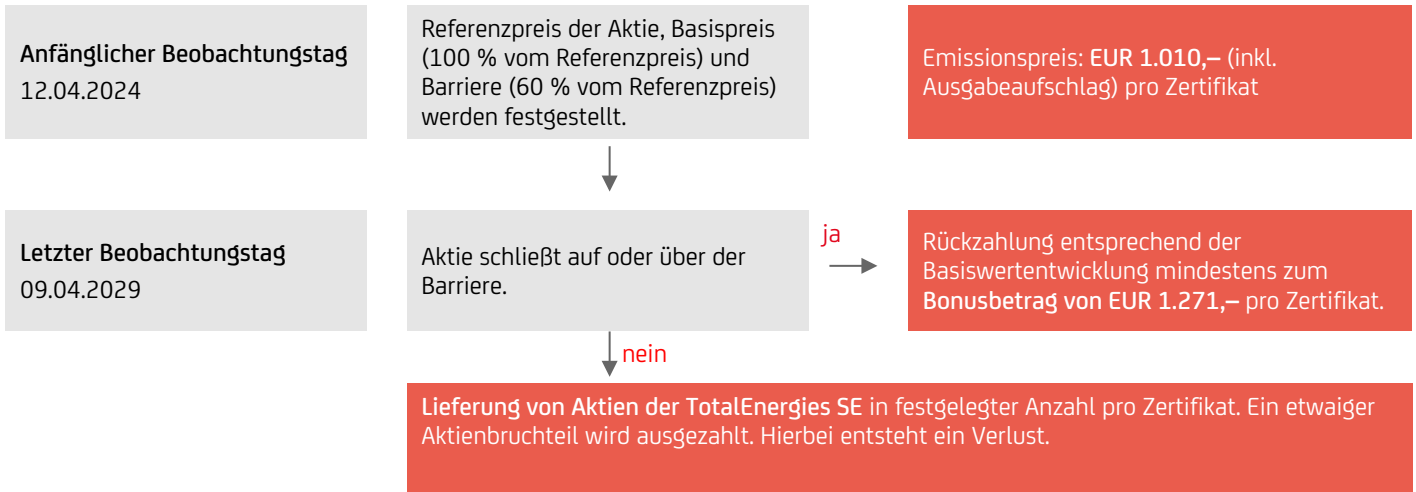 Anfänglicher Beobachtungstag
12.04.2024
Referenzpreis der Aktie, Basispreis
(100 % vom Referenzpreis) und
Barriere (60 % vom Referenzpreis)
werden festgestellt.
Emissionspreis: EUR 1.010,– (inkl.
Ausgabeaufschlag) pro Zertifikat
Letzter Beobachtungstag
09.04.2029
Aktie schließt auf oder über der
Barriere.
ja
Rückzahlung entsprechend der
Basiswertentwicklung mindestens zum
Bonusbetrag von EUR 1.271,– pro Zertifikat.
nein
Lieferung von Aktien der TotalEnergies SE in festgelegter Anzahl pro Zertifikat. Ein etwaiger
Aktienbruchteil wird ausgezahlt. Hierbei entsteht ein Verlust.